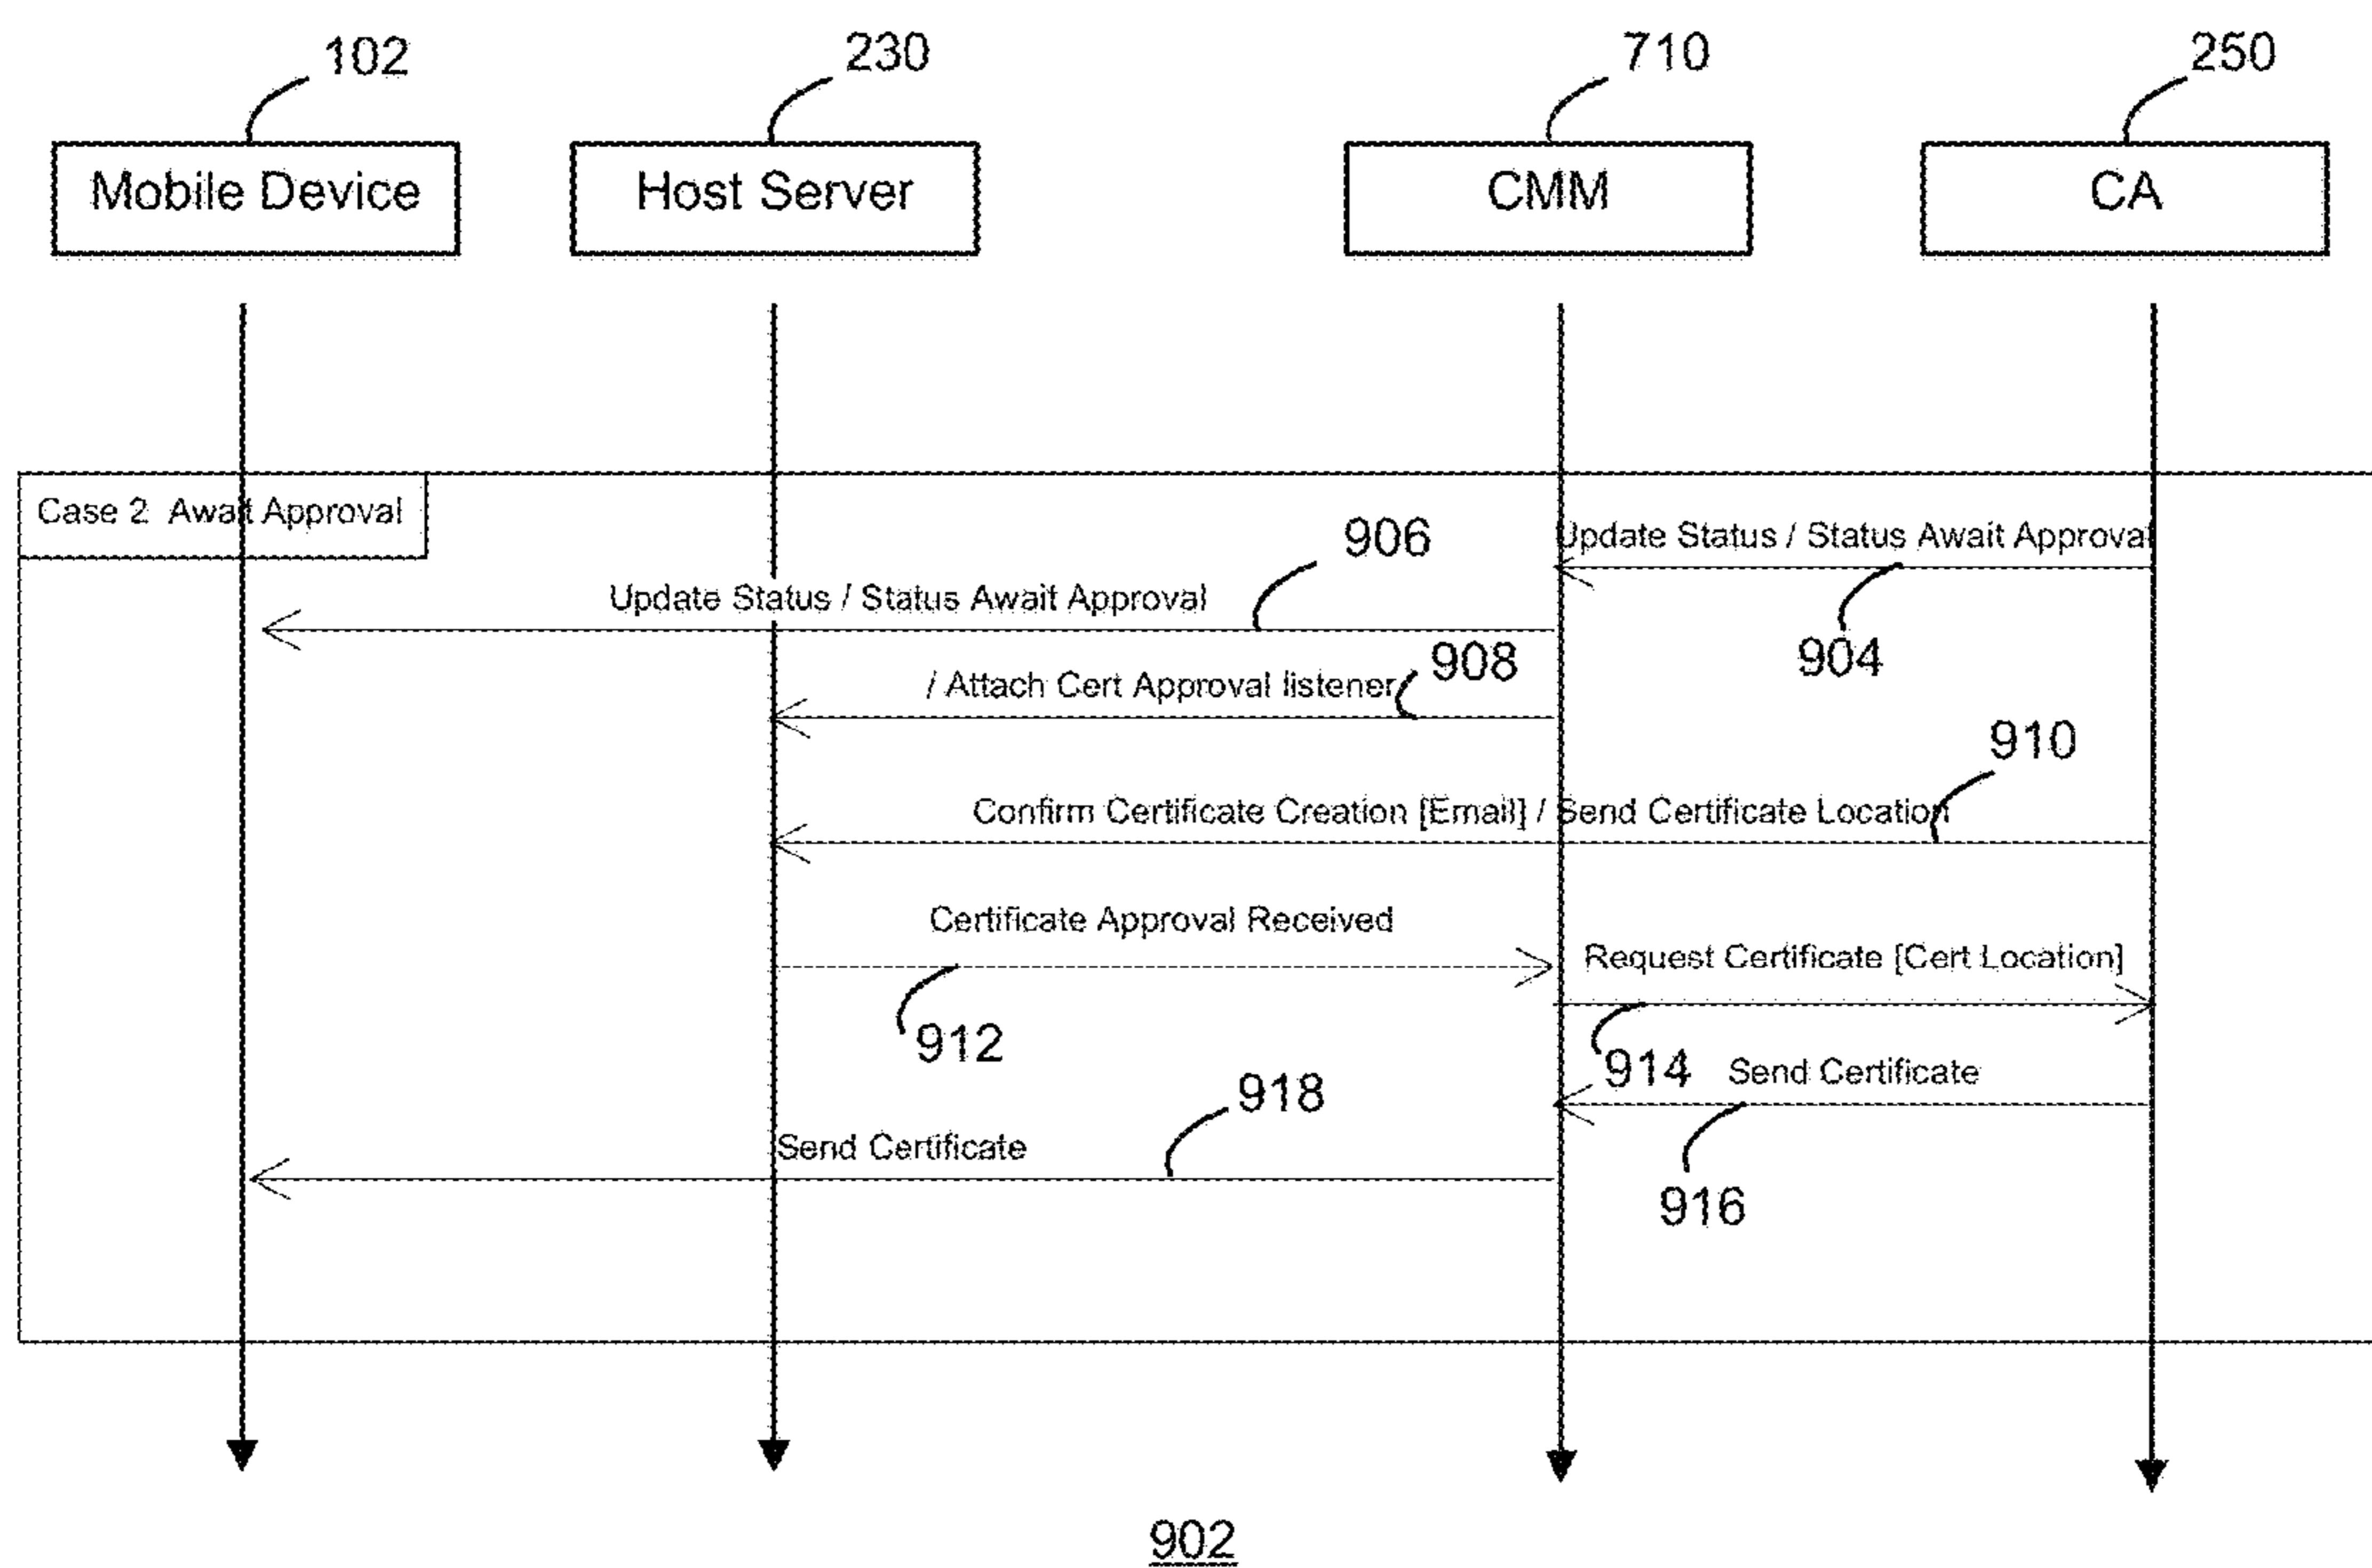 102
230
710
250
Mobile Device
Host Server
CMM
CA
Case 2 Await Approval
906
Update Status / Status Await Approval
Update Status / Status Await Approval
904
908
/ Attach Cert Approval listener
910
Confirm Certificate Creation [Email] / Send Certificate Location
Certificate Approval Received
Request Certificate [Cert Location]
912
914
Send Certificate
918
Send Certificate
916
902